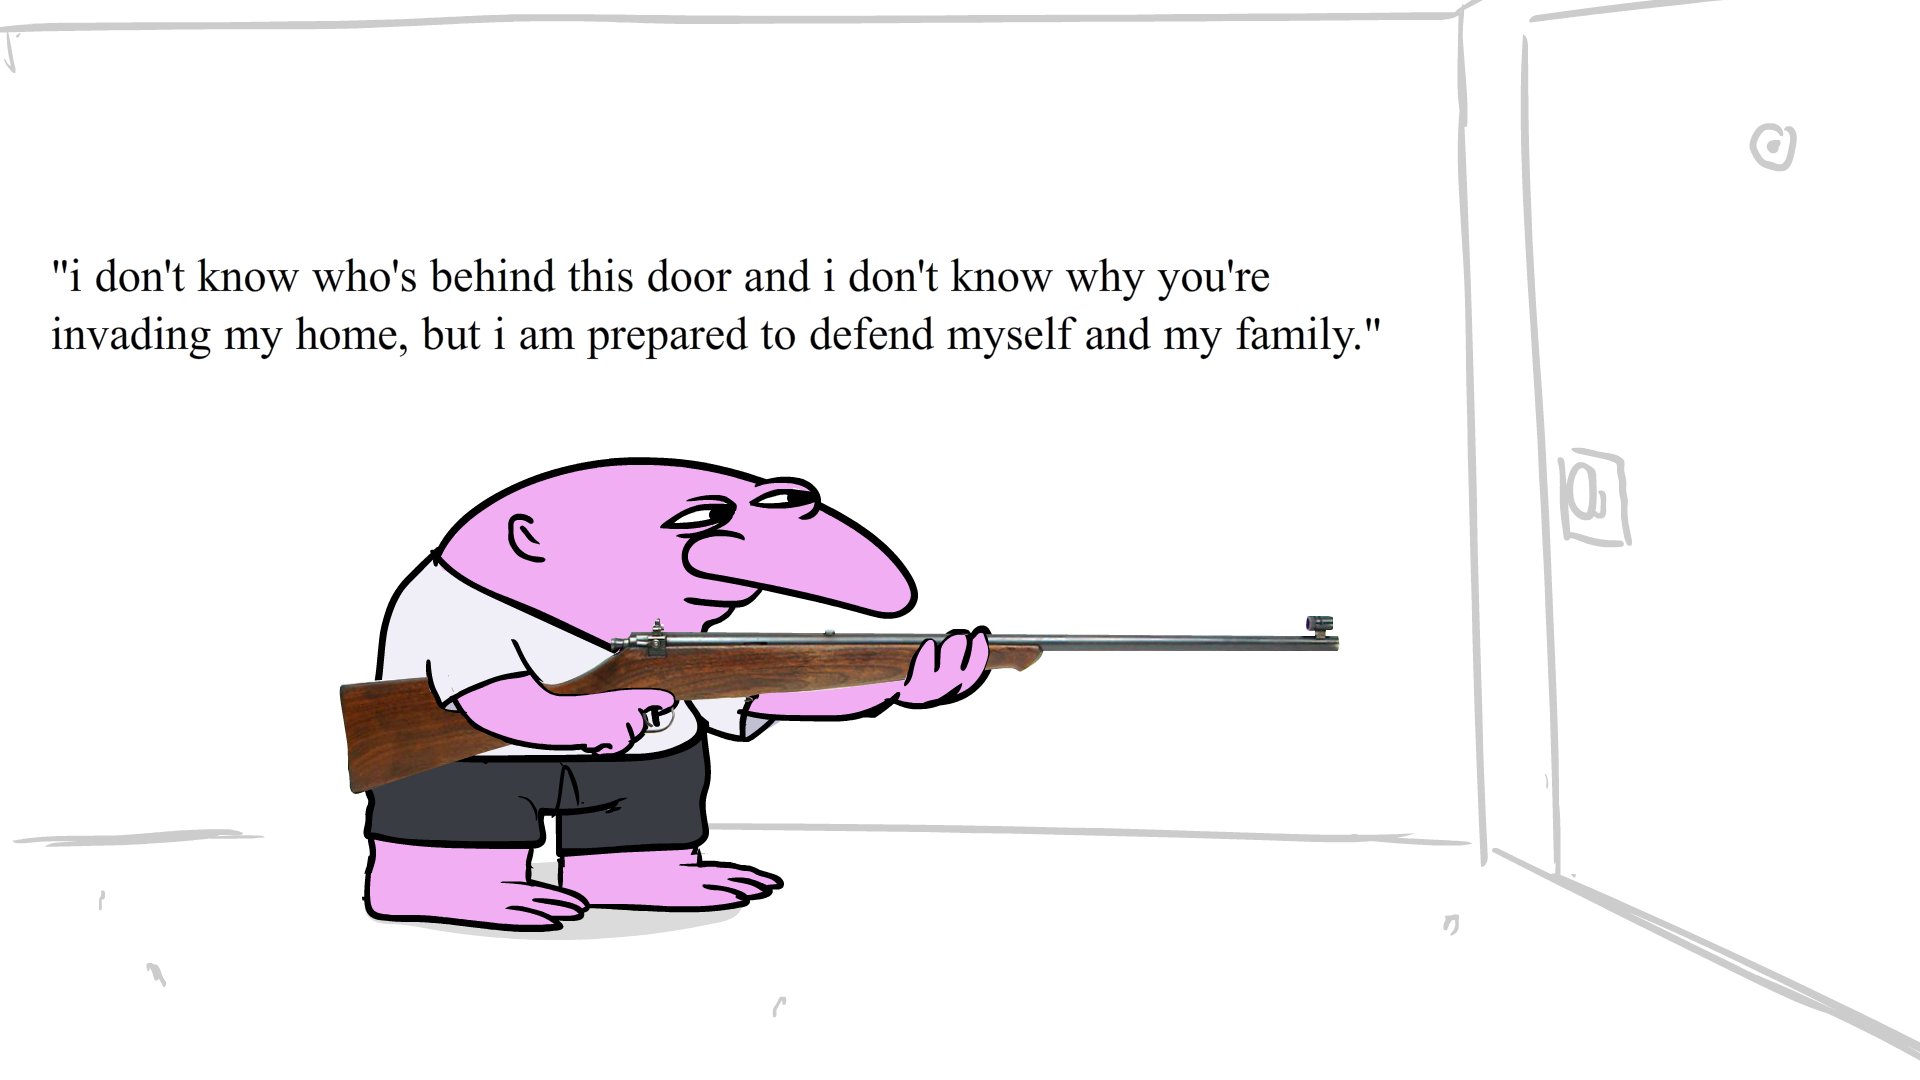 "i don't know who's behind this door and i don't know why you're
invading my home, but i am prepared to defend myself and my family."